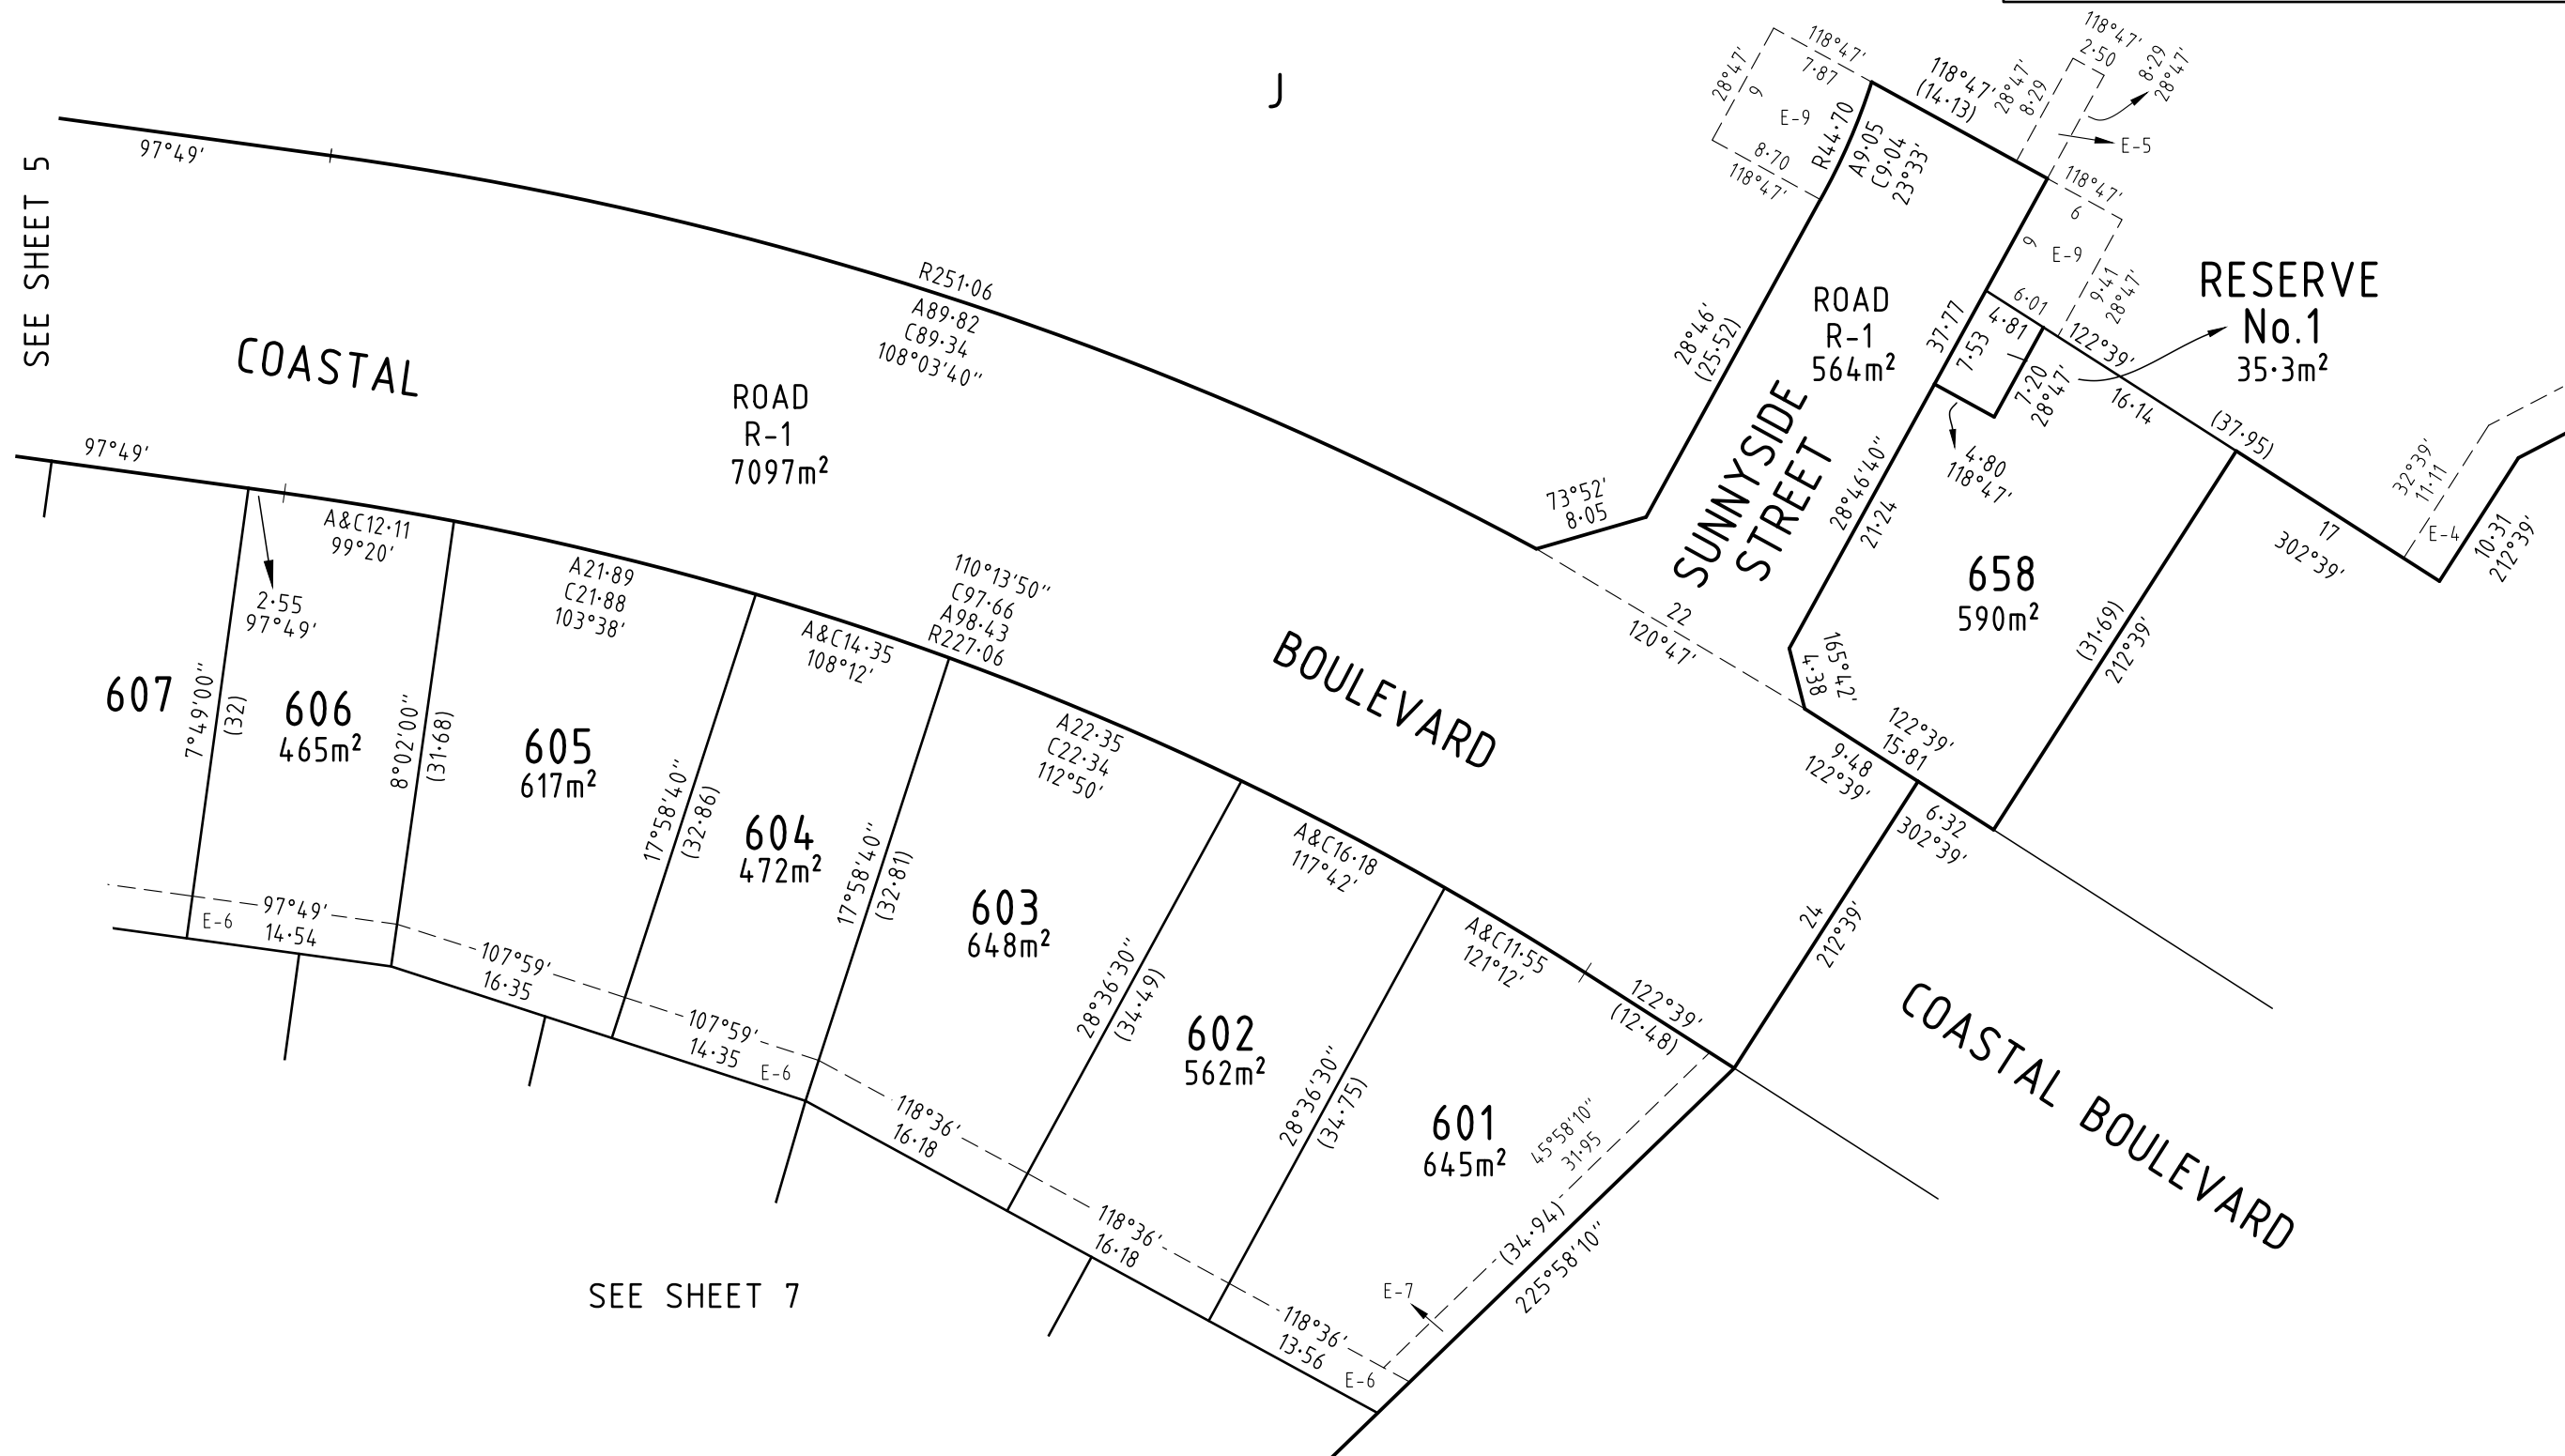 SEE SHEET 5
97°49'
J
R251·06
A89·82
C89·34
108°03'40"
COASTAL
ROAD
R-1
7097m²
97°49'
A&C12·11
99°20'
2·55
97°49'
A21·89
C21·88
103°38'
A&C14·35
108°12'
110°13'50"
C97·66
A98·43
R227·06
BOULEVARD
A22·35
C22·34
112°50'
A&C16·18
117°42'
A&C11·55
121°12'
122°39'
(12·48)
607
7°49'00"
(32)
606
465m²
8°02'00"
(31·68)
605
617m²
17°58'40"
(32·86)
604
472m²
17°58'40"
(32·81)
603
648m²
28°36'30"
(34·49)
602
562m²
28°36'30"
(34·75)
601
645m²
45°58'10"
31·95
(34·94)
225°58'10"
E-6
97°49'
14·54
107°59'
16·35
107°59'
14·35
E-6
118°36'
16·18
118°36'
16·18
118°36'
13·56
E-6
E-7
SEE SHEET 7
118°47'
7·87
28°47'
9
E-9
8·70
118°47'
R44·70
A9·05
C9·04
23°33'
118°47'
(14·13)
28°47'
8·29
118°47'
2·50
8·29
28°47'
E-5
118°47'
6
9
E-9
9·41
28°47'
6·01
4·81
7·53
7·20
28°47'
4·80
118°47'
RESERVE
No.1
35·3m²
122°39'
16·14
(37·95)
ROAD
R-1
564m²
37·77
28°46'
(25·52)
SUNNYSIDE
STREET
28°46'40"
21·24
73°52'
8·05
22
120°47'
165°42'
4·38
658
590m²
(31·69)
212°39'
17
302°39'
32°39'
11·11
E-4
10·31
212°39'
122°39'
15·81
9·48
122°39'
6·32
302°39'
24
212°39'
COASTAL BOULEVARD